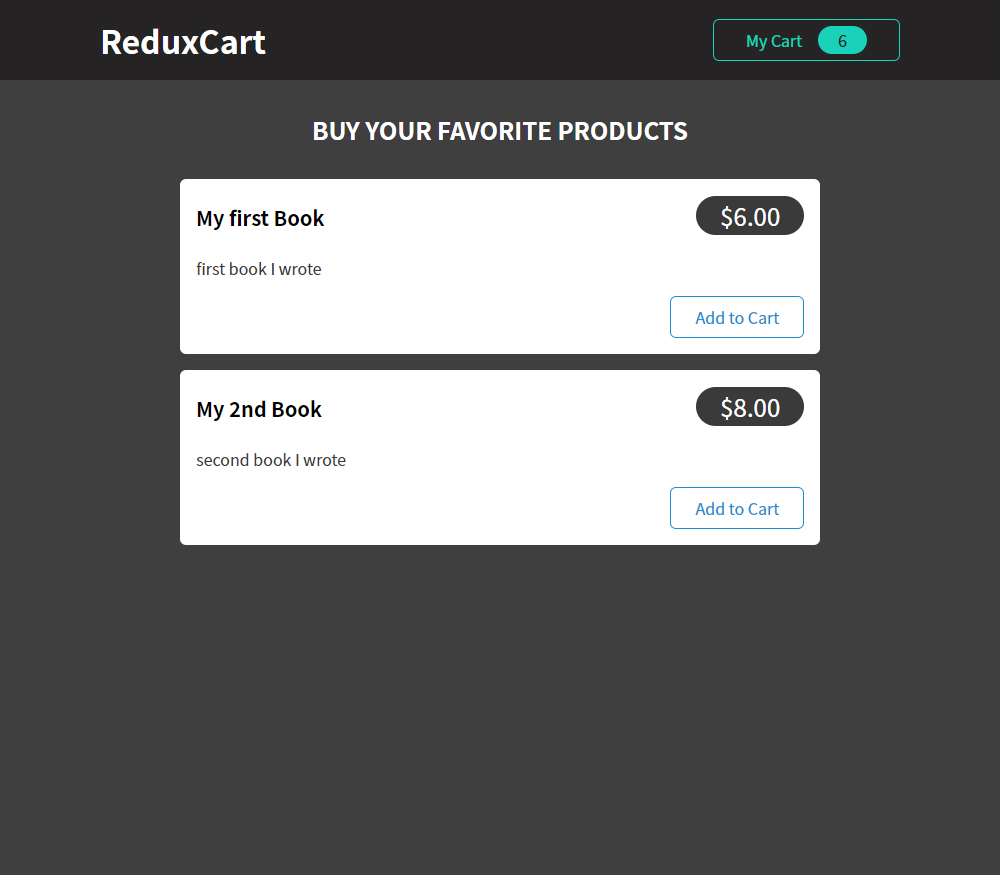 ReduxCart
My Cart 6
BUY YOUR FAVORITE PRODUCTS
My first Book
$6.00
first book I wrote
Add to Cart
My 2nd Book
$8.00
second book I wrote
Add to Cart